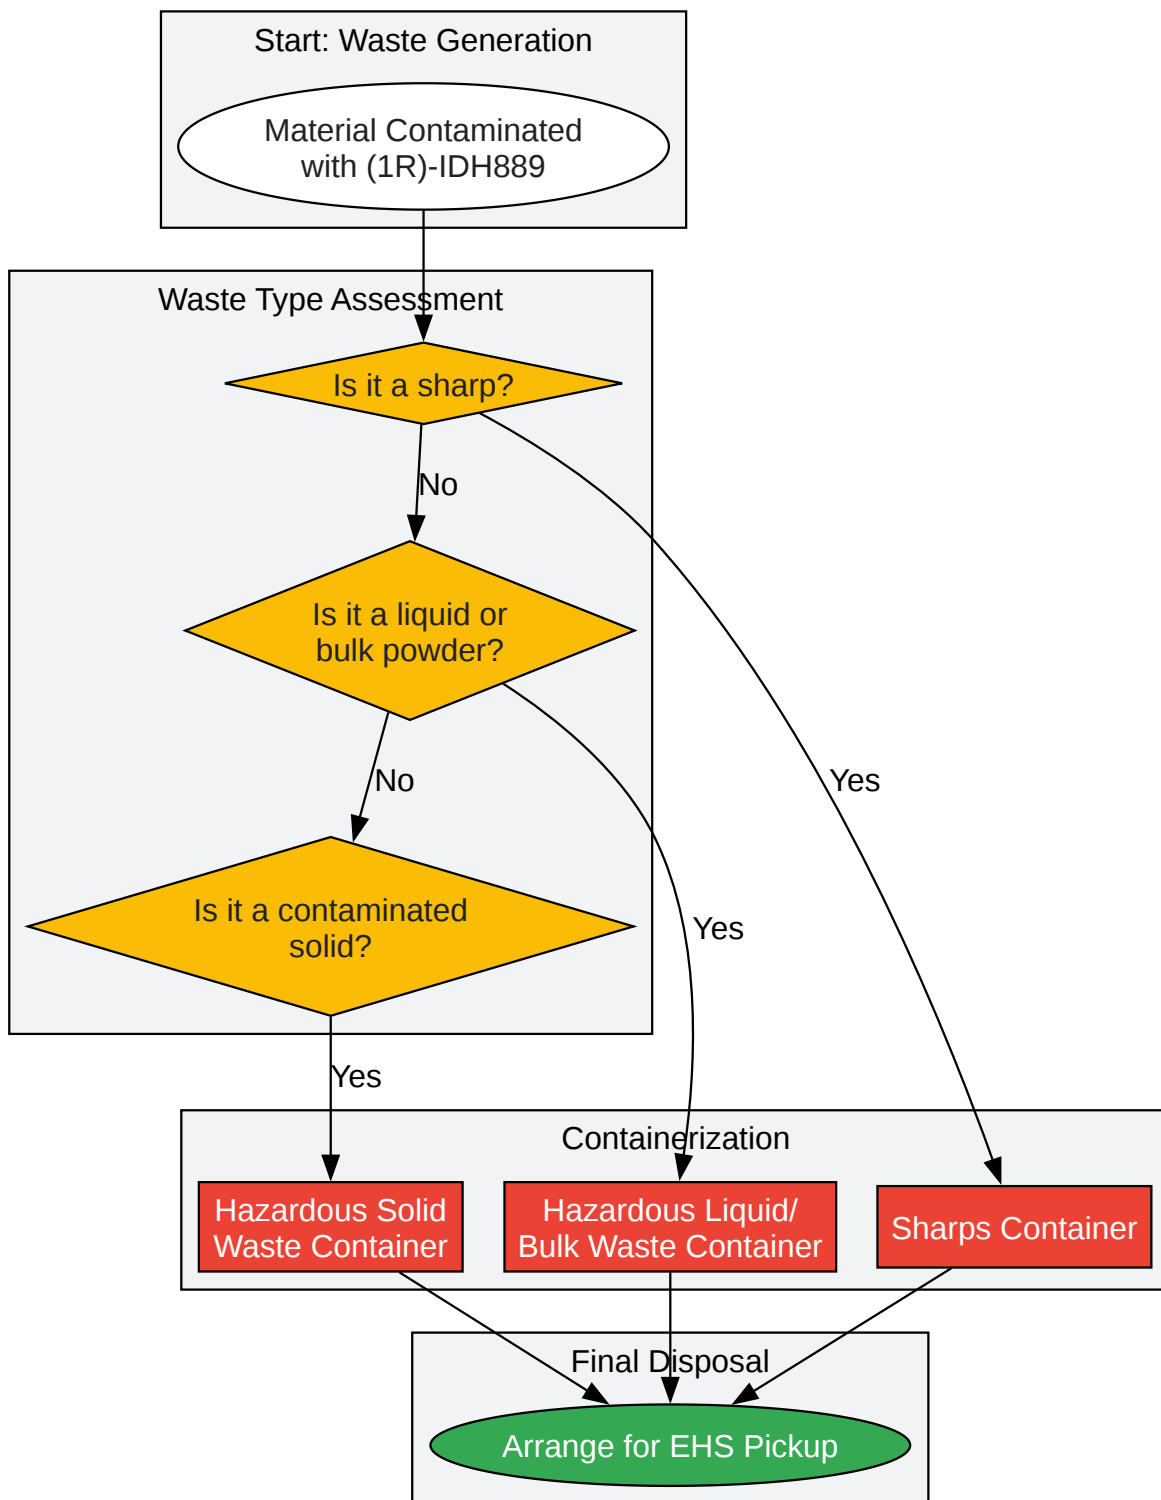 Start: Waste Generation
Material Contaminated
with (1R)-IDH889
Waste Type Assessment
Is it a sharp?
No
Is it a liquid or
bulk powder?
No
Yes
Is it a contaminated
solid?
Yes
Yes
Containerization
Hazardous Solid
Waste Container
Hazardous Liquid/
Bulk Waste Container
Sharps Container
Final Disposal
Arrange for EHS Pickup